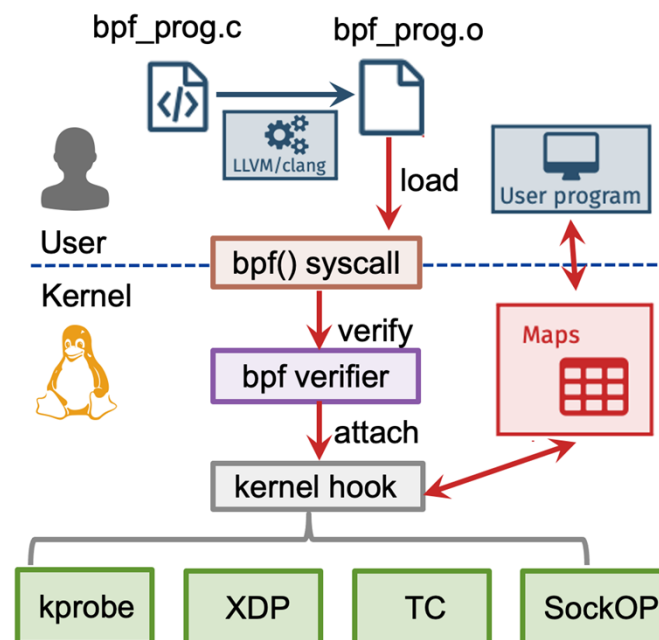 bpf_prog.c
bpf_prog.o
</>
LLVM/clang
load
User program
User
bpf() syscall
Kernel
verify
Maps
bpf verifier
attach
kernel hook
kprobe
XDP
TC
SockOP